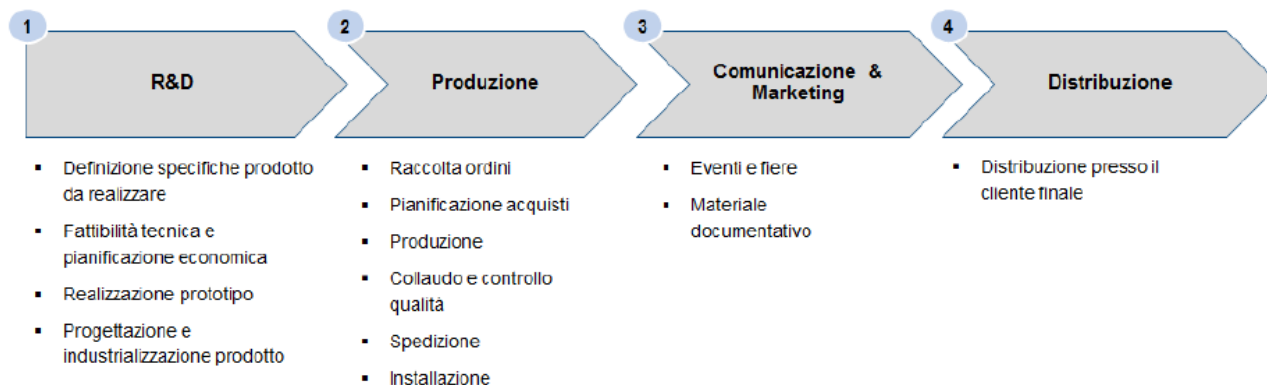 1
R&D
Definizione specifiche prodotto
da realizzare
Fattibilità tecnica e
pianificazione economica
Realizzazione prototipo
Progettazione e
industrializzazione prodotto
2
Produzione
Raccolta ordini
Pianificazione acquisti
Produzione
Collaudo e controllo
qualità
Spedizione
Installazione
3
Comunicazione &
Marketing
Eventi e fiere
Materiale
documentativo
4
Distribuzione
Distribuzione presso il
cliente finale